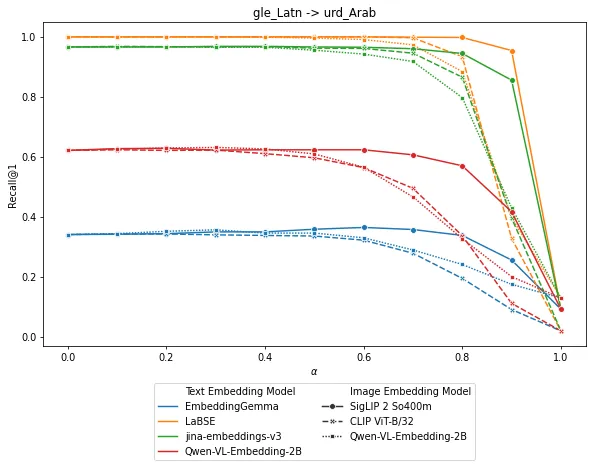 gle_Latn -> urd_Arab
Recall@1
1.0
0.8
0.6
0.4
0.2
0.0
0.0 0.2 0.4 0.6 0.8 1.0
α
Text Embedding Model
EmbeddingGemma
LaBSE
jina-embeddings-v3
Qwen-VL-Embedding-2B
Image Embedding Model
SigLIP 2 So400m
CLIP ViT-B/32
Qwen-VL-Embedding-2B